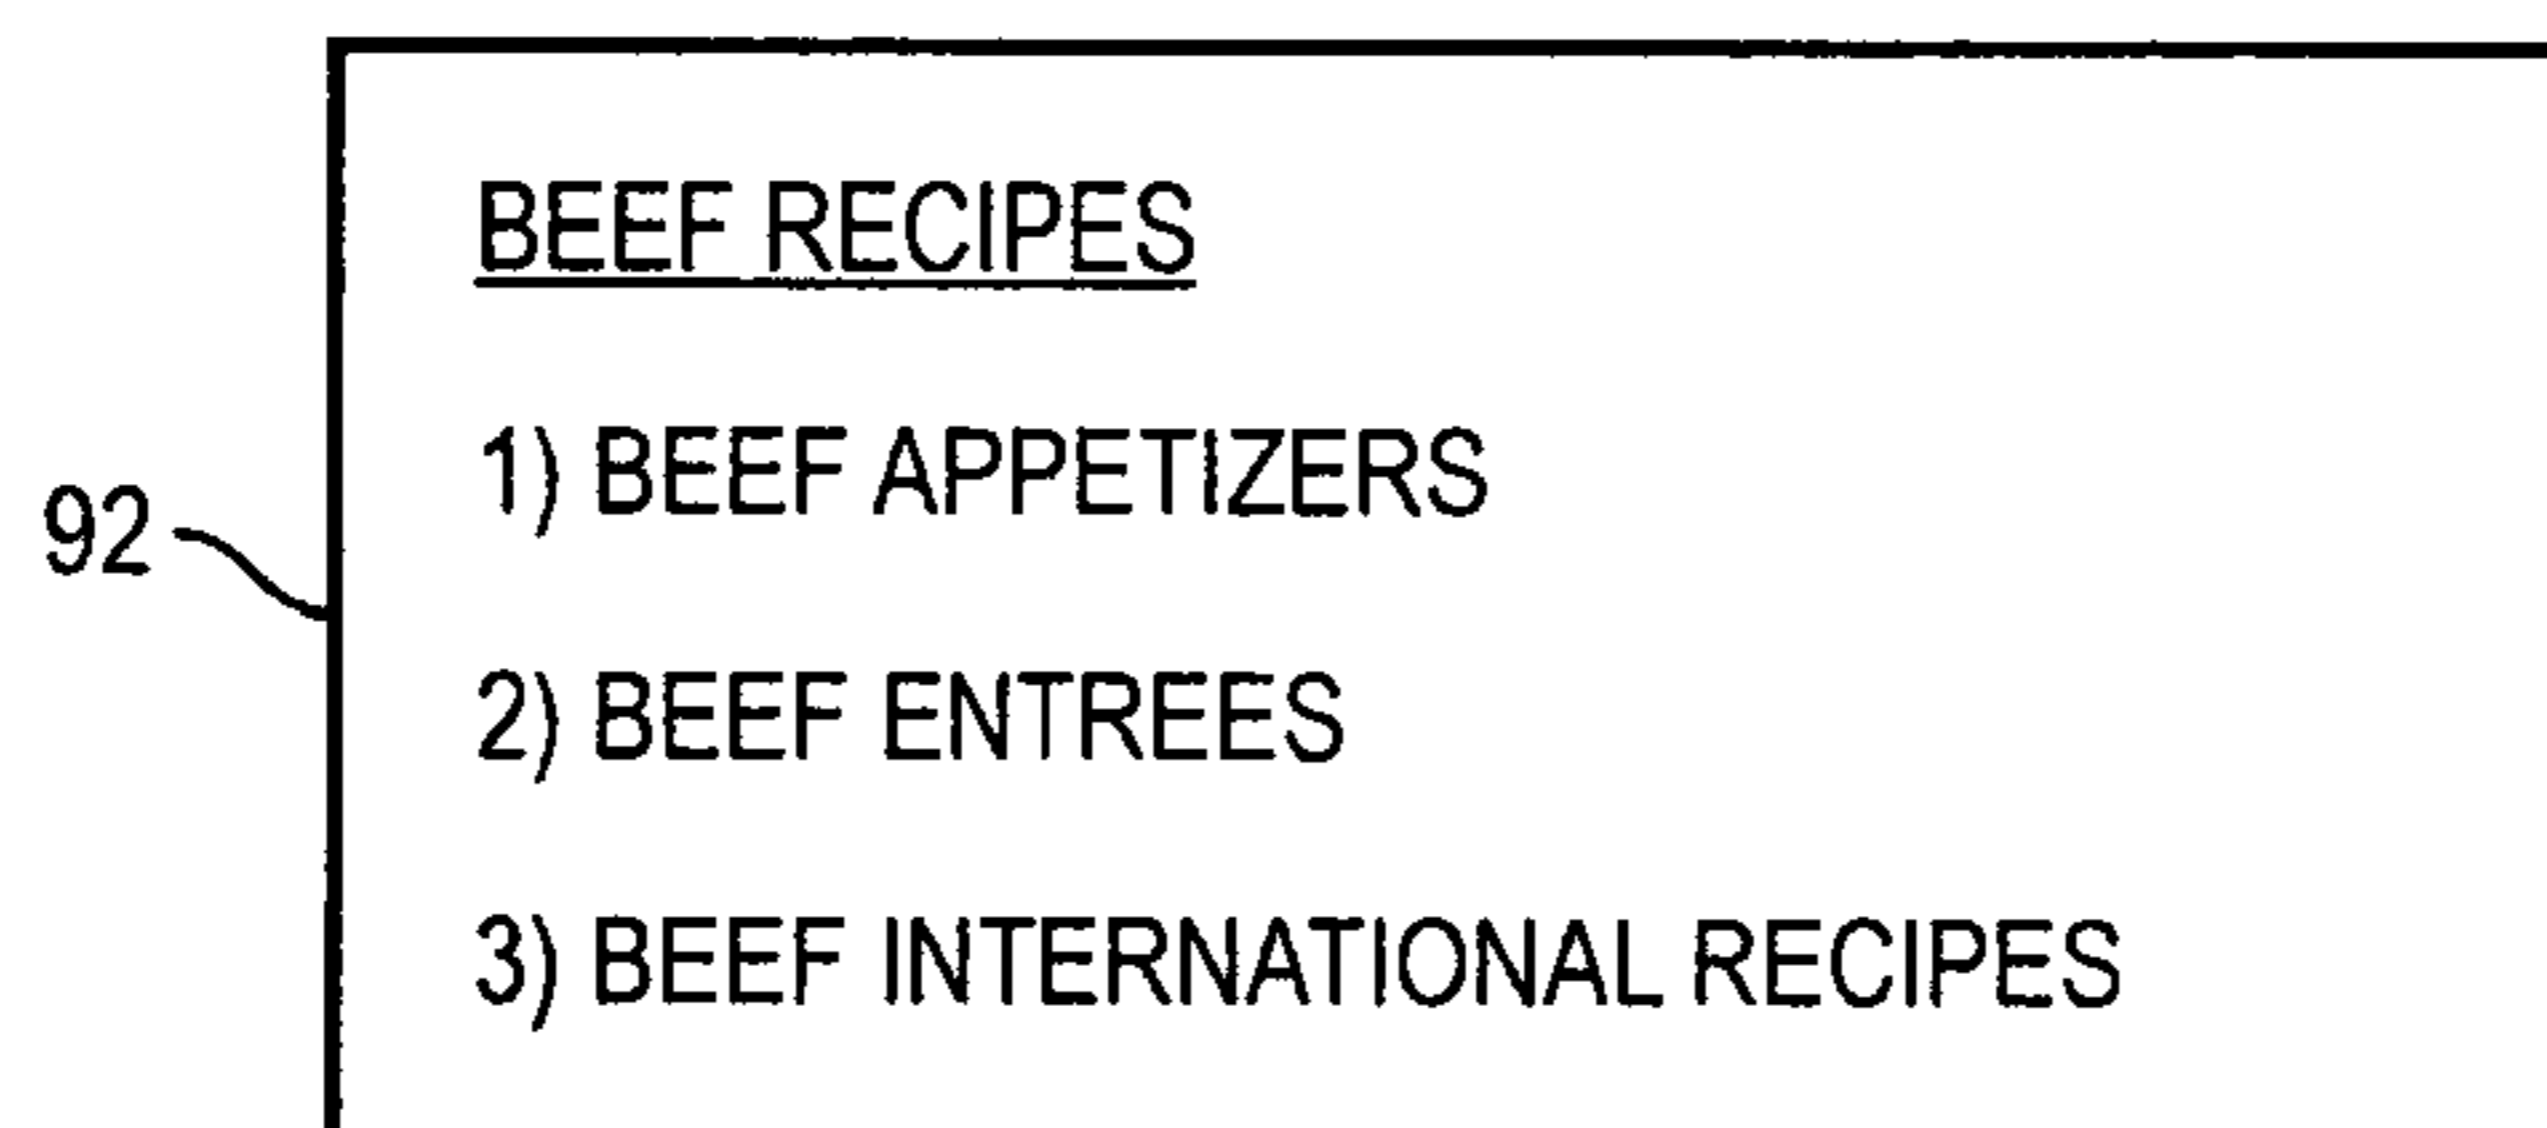 BEEF RECIPES
1) BEEF APPETIZERS
92
2) BEEF ENTREES
3) BEEF INTERNATIONAL RECIPES